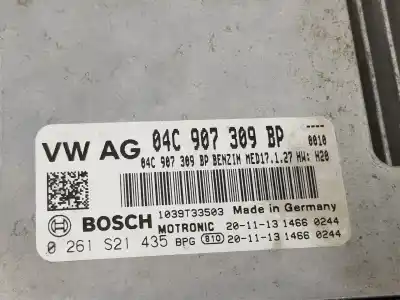 VW AG 04C 907 309 BP ---- 0010
04C 907 309 BP BENZIN MED17.1.27 HW: H20
1039T33503 Made in Germany
BOSCH MOTRONIC 20-11-13 1466 0244
0 261 S21 435 BPG B10 20-11-13 1466 0244